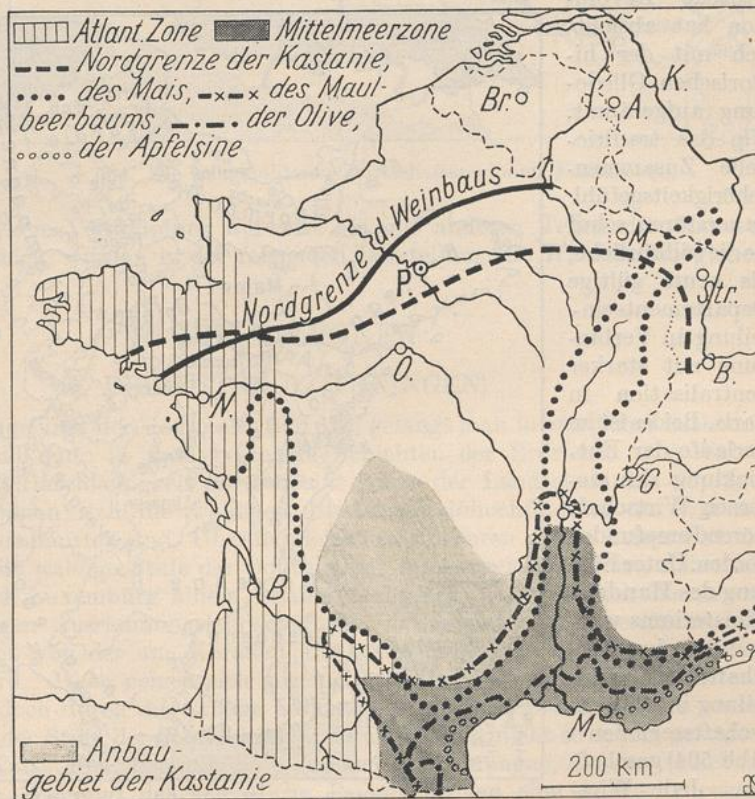 Atlant. Zone Mittelmeerzone
Nordgrenze der Kastanie,
des Mais, des Maul-
beerbaums, der Olive,
der Apfelsine
Br.
A.
Nordgrenze d. Weinbaus
M.
P.
Str.
B.
O.
N.
G.
B.
M.
Anbau-
gebiet der Kastanie
200 km